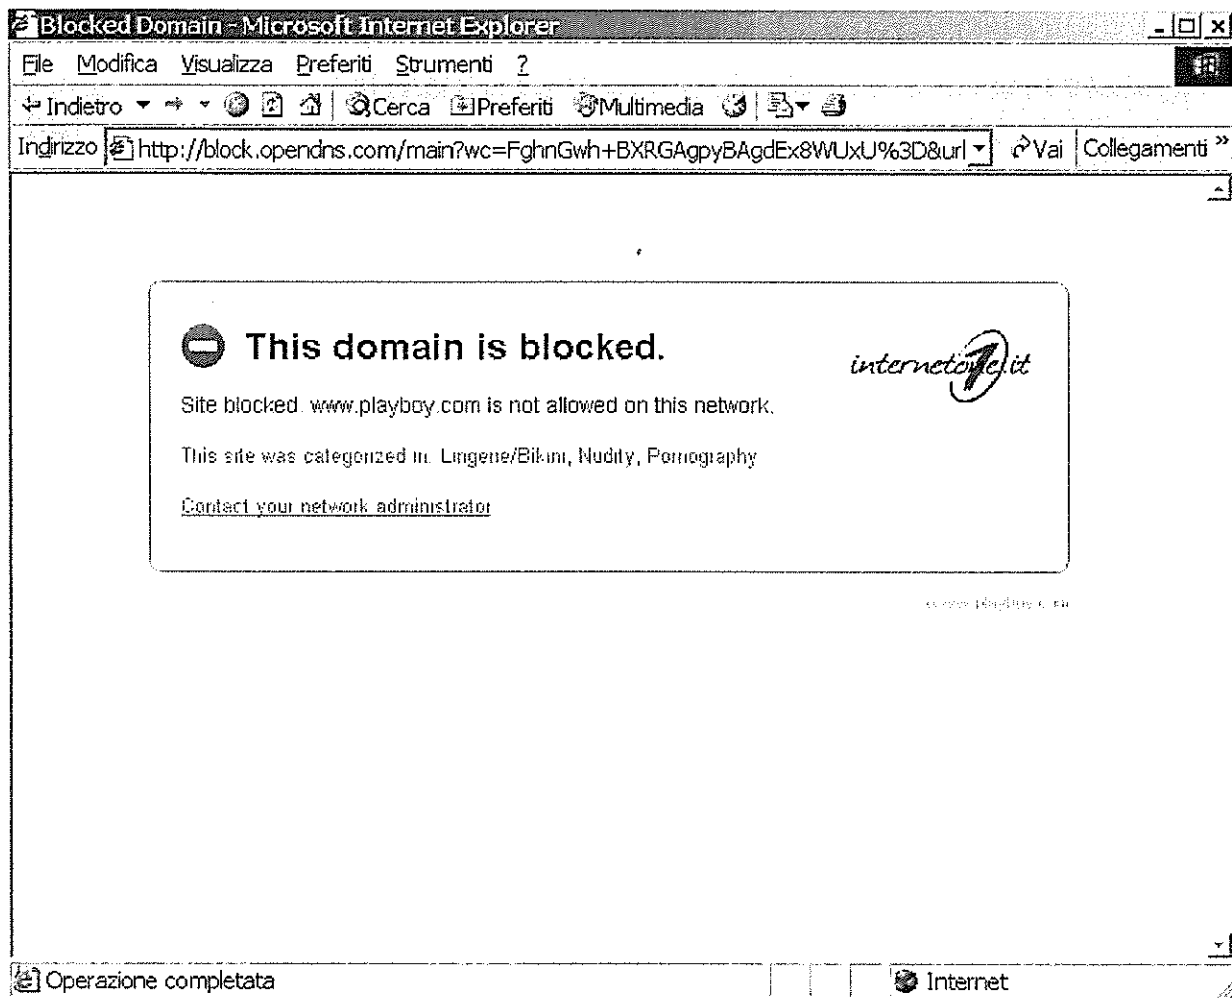 Blocked Domain - Microsoft Internet Explorer
File Modifica Visualizza Preferiti Strumenti ?
Indietro Cerca Preferiti Multimedia
Indirizzo http://block.opendns.com/main?wc=FghnGwh+BXRGAgpyBAgdEx8WUxU%3D&url Vai Collegamenti »
This domain is blocked.
internetone.it
Site blocked. www.playboy.com is not allowed on this network.
This site was categorized in: Lingerie/Bikini, Nudity, Pornography
Contact your network administrator
Operazione completata
Internet